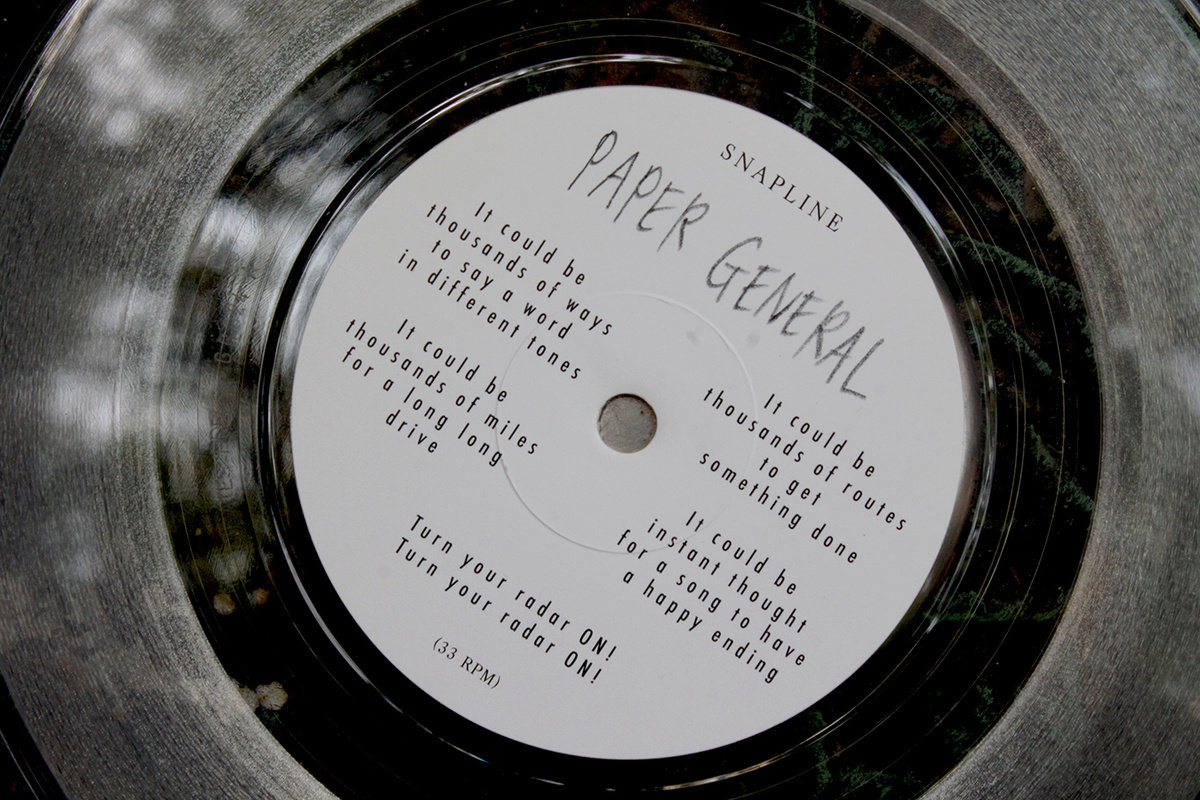 SNAPLINE
PAPER GENERAL
It could be
thousands of ways
to say a word
in different tones
It could be
thousands of miles
for a long long
drive
It could be
thousands of routes
to get
something done
It could be
instant thought
for a song to have
a happy ending
Turn your radar ON!
Turn your radar ON!
(33 RPM)